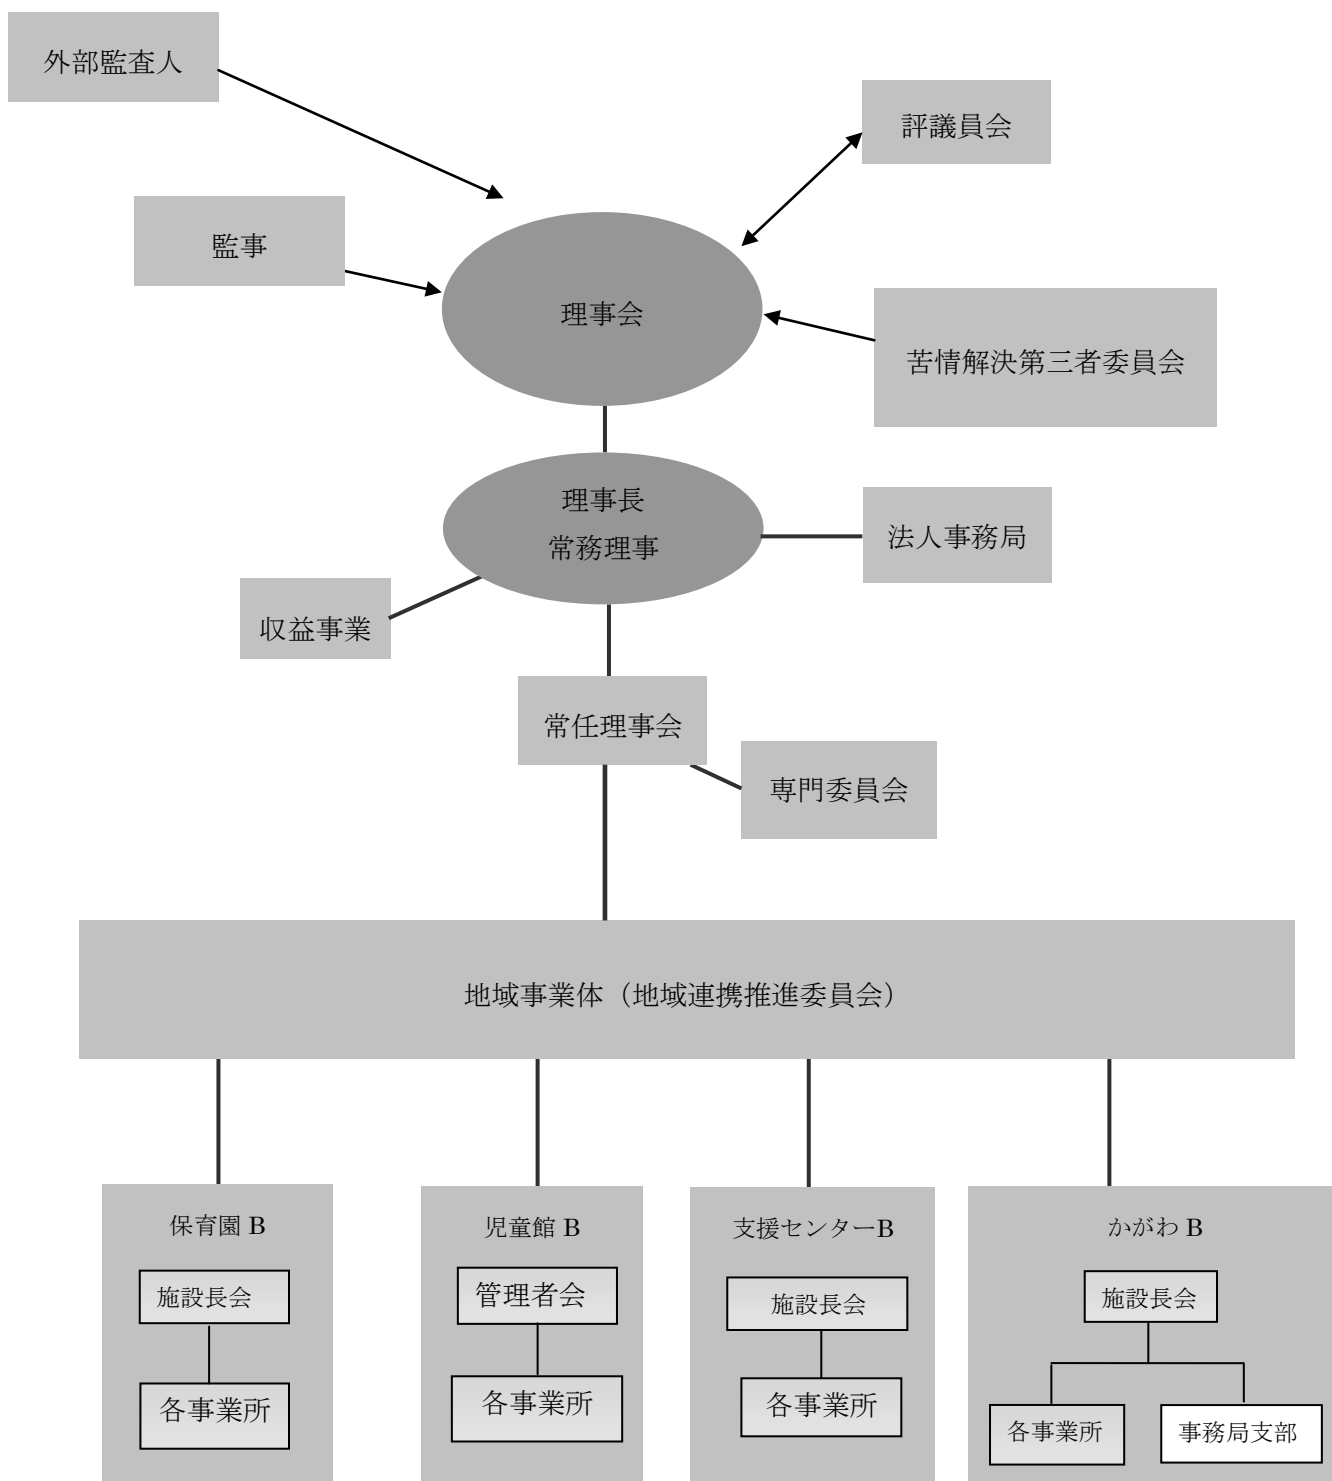 外部監査人
評議員会
監事
理事会
苦情解決第三者委員会
理事長
常務理事
法人事務局
収益事業
常任理事会
専門委員会
地域事業体（地域連携推進委員会）
保育園 B
児童館 B
支援センターB
かがわ B
施設長会
管理者会
施設長会
施設長会
各事業所
各事業所
各事業所
各事業所
事務局支部